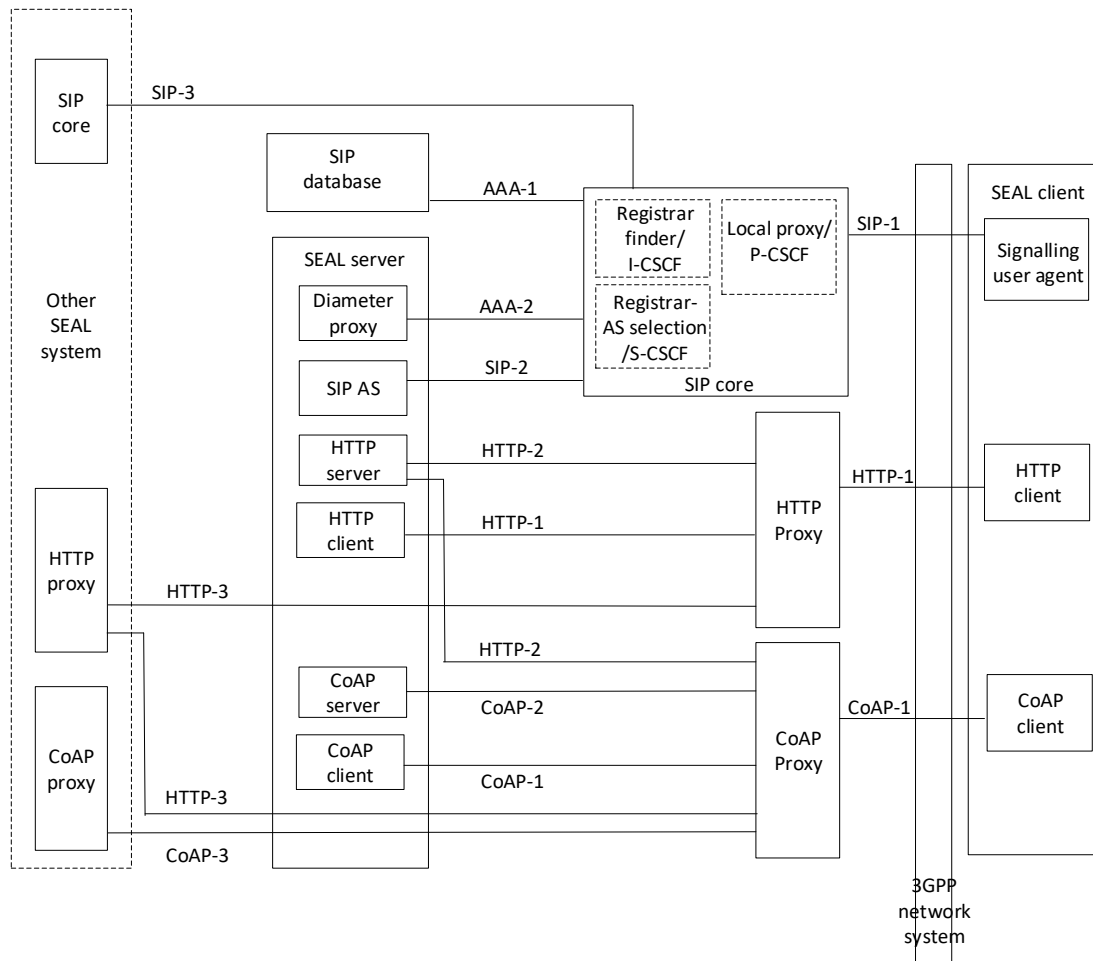 SIP
core
SIP-3
SIP
database
AAA-1
Registrar
finder/
I-CSCF
Local proxy/
P-CSCF
Registrar-
AS selection
/S-CSCF
SIP core
SIP-1
SEAL client
Signalling
user agent
SEAL server
Diameter
proxy
AAA-2
SIP AS
SIP-2
Other
SEAL
system
HTTP
server
HTTP-2
HTTP
client
HTTP-1
HTTP
Proxy
HTTP-1
HTTP
client
HTTP
proxy
HTTP-3
HTTP-2
CoAP
server
CoAP-2
CoAP
client
CoAP-1
CoAP
Proxy
CoAP-1
CoAP
client
CoAP
proxy
HTTP-3
CoAP-3
3GPP
network
system